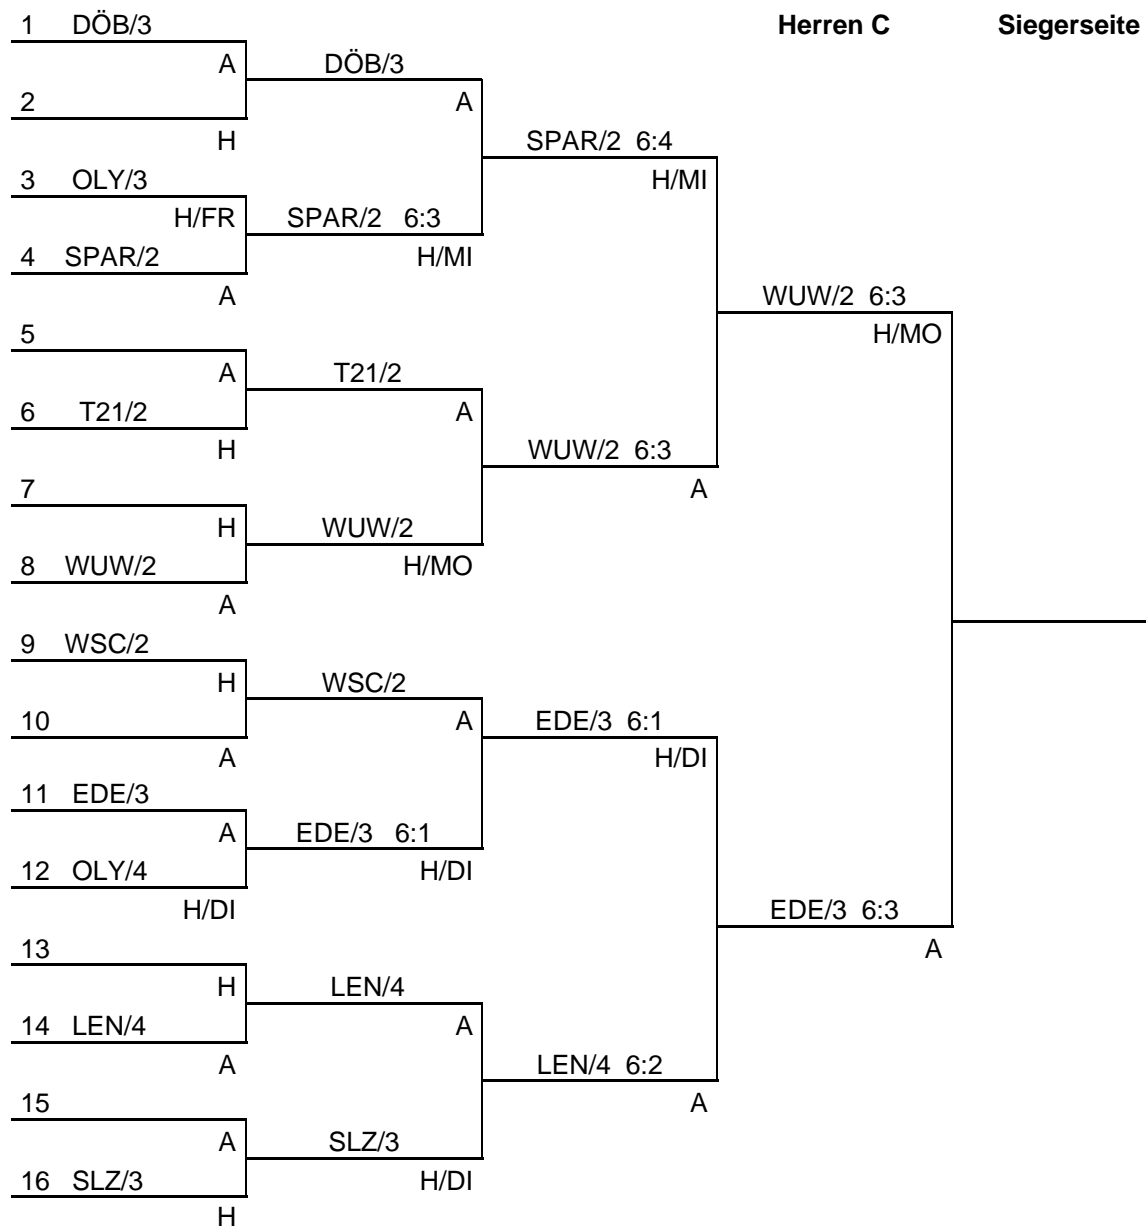 1 DÖB/3 Herren C Siegerseite
A DÖB/3
2 A
H SPAR/2 6:4
3 OLY/3 H/MI
H/FR SPAR/2 6:3
4 SPAR/2 H/MI
A WUW/2 6:3
5 H/MO
A T21/2
6 T21/2 A
H WUW/2 6:3
7 A
H WUW/2
8 WUW/2 H/MO
A
9 WSC/2
H WSC/2
10 A EDE/3 6:1
A H/DI
11 EDE/3
A EDE/3 6:1
12 OLY/4 H/DI
H/DI EDE/3 6:3
13 A
H LEN/4
14 LEN/4 A
A LEN/4 6:2
15 A
A SLZ/3
16 SLZ/3 H/DI
H